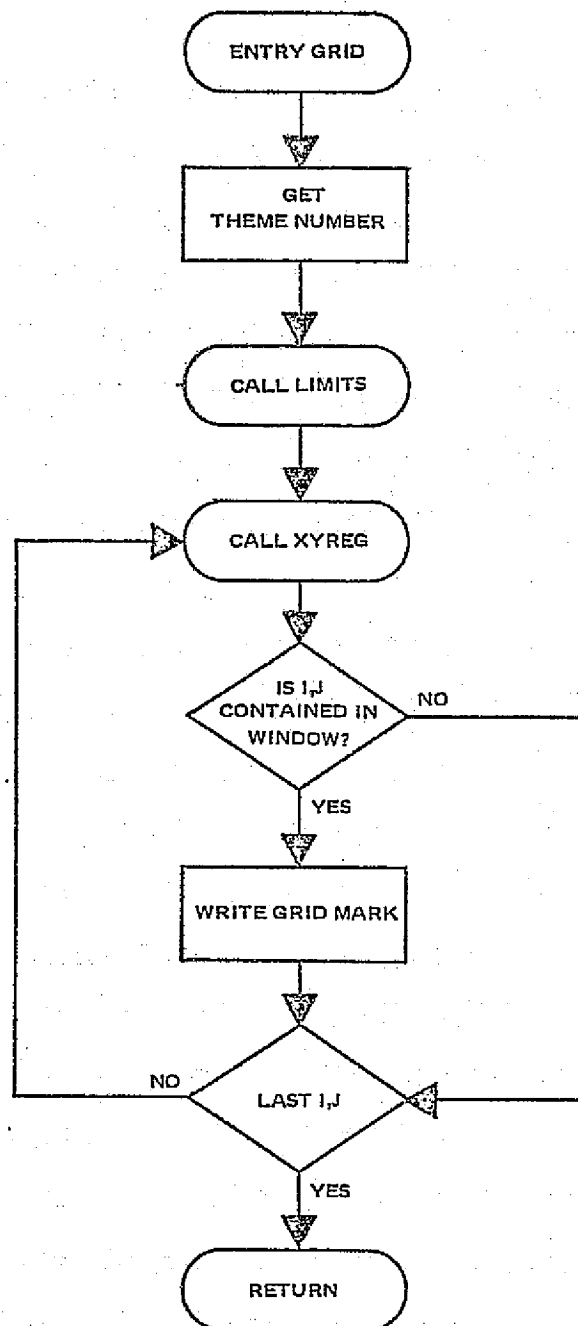 ENTRY GRID
GET
THEME NUMBER
CALL LIMITS
CALL XYREG
IS I,J
CONTAINED IN
WINDOW?
NO
YES
WRITE GRID MARK
NO
LAST I,J
YES
RETURN